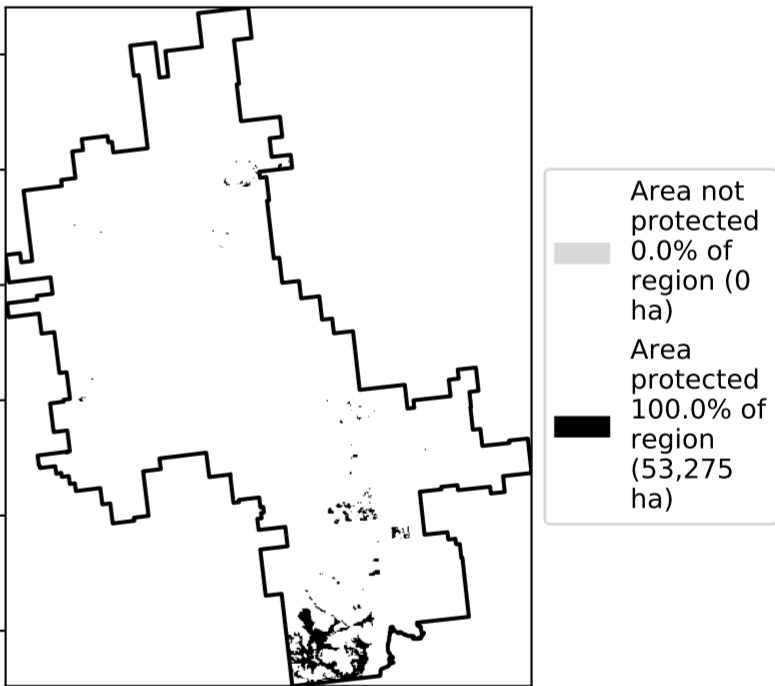 Area not
protected
0.0% of
region (0
ha)
Area
protected
100.0% of
region
(53,275
ha)